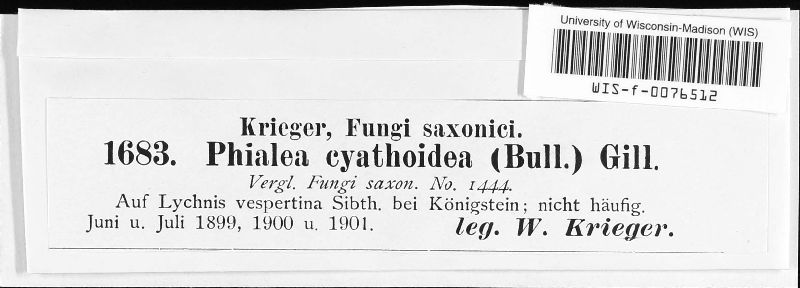 University of Wisconsin-Madison (WIS)
WIS-f-0076512
Krieger, Fungi saxonici.
1683. Phialea cyathoidea (Bull.) Gill.
Vergl. Fungi saxon. No. 1444.
Auf Lychnis vespertina Sibth. bei Königstein; nicht häufig.
Juni u. Juli 1899, 1900 u. 1901. leg. W. Krieger.